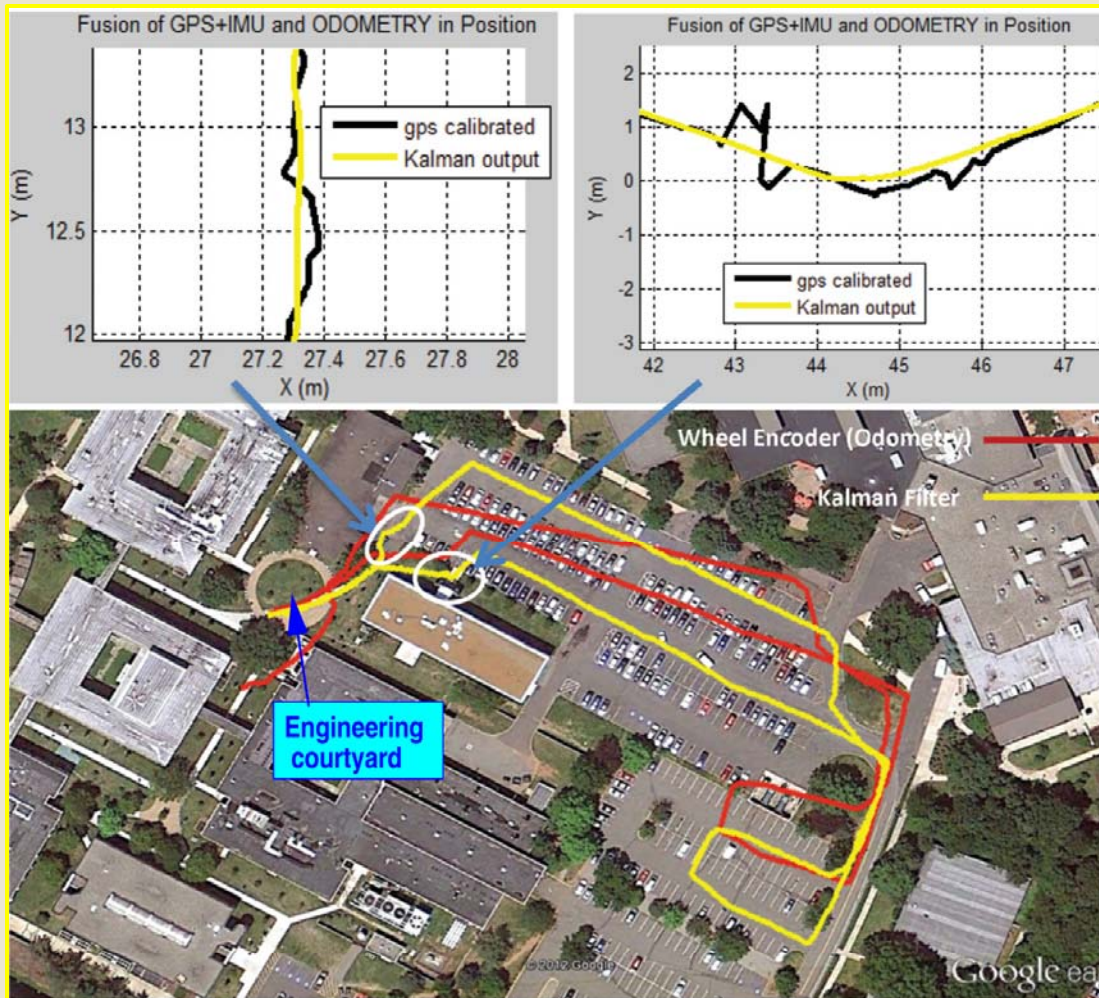 Fusion of GPS+IMU and ODOMETRY in Position
13
12.5
12
Y (m)
gps calibrated
Kalman output
26.8 27 27.2 27.4 27.6 27.8 28
X (m)
Fusion of GPS+IMU and ODOMETRY in Position
2
1
0
-1
-2
-3
Y (m)
gps calibrated
Kalman output
42 43 44 45 46 47
X (m)
Wheel Encoder (Odometry)
Kalman Filter
Engineering
courtyard
© 2012 Google
Google ea